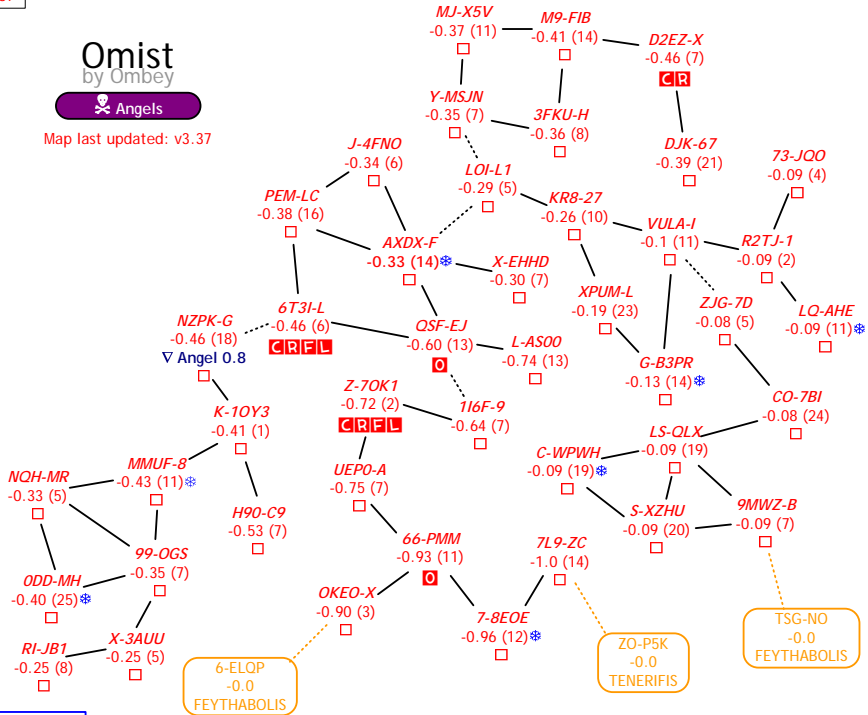 Omist
by Ombey
Angels
Map last updated: v3.37
MJ-X5V
-0.37 (11)
M9-FIB
-0.41 (14)
D2EZ-X
-0.46 (7)
C R
Y-MSJN
-0.35 (7)
3FKU-H
-0.36 (8)
DJK-67
-0.39 (21)
73-JQO
-0.09 (4)
J-4FNO
-0.34 (6)
LOI-L1
-0.29 (5)
PEM-LC
-0.38 (16)
KR8-27
-0.26 (10)
VULA-I
-0.1 (11)
R2TJ-1
-0.09 (2)
AXDX-F
-0.33 (14)
X-EHHD
-0.30 (7)
XPUM-L
-0.19 (23)
ZJG-7D
-0.08 (5)
LQ-AHE
-0.09 (11)
6T3I-L
-0.46 (6)
C R F L
NZPK-G
-0.46 (18)
∇ Angel 0.8
QSF-EJ
-0.60 (13)
O
L-AS00
-0.74 (13)
G-B3PR
-0.13 (14)
Z-7OK1
-0.72 (2)
C R F L
1I6F-9
-0.64 (7)
CO-7BI
-0.08 (24)
K-1OY3
-0.41 (1)
LS-QLX
-0.09 (19)
C-WPWH
-0.09 (19)
MMUF-8
-0.43 (11)
NQH-MR
-0.33 (5)
UEP0-A
-0.75 (7)
H90-C9
-0.53 (7)
S-XZHU
-0.09 (20)
9MWZ-B
-0.09 (7)
66-PMM
-0.93 (11)
O
7L9-ZC
-1.0 (14)
99-OGS
-0.35 (7)
ODD-MH
-0.40 (25)
OKEO-X
-0.90 (3)
7-8EOE
-0.96 (12)
TSG-NO
-0.0
FEYTHABOLIS
X-3AUU
-0.25 (5)
RI-JB1
-0.25 (8)
ZO-P5K
-0.0
TENERIFIS
6-ELQP
-0.0
FEYTHABOLIS